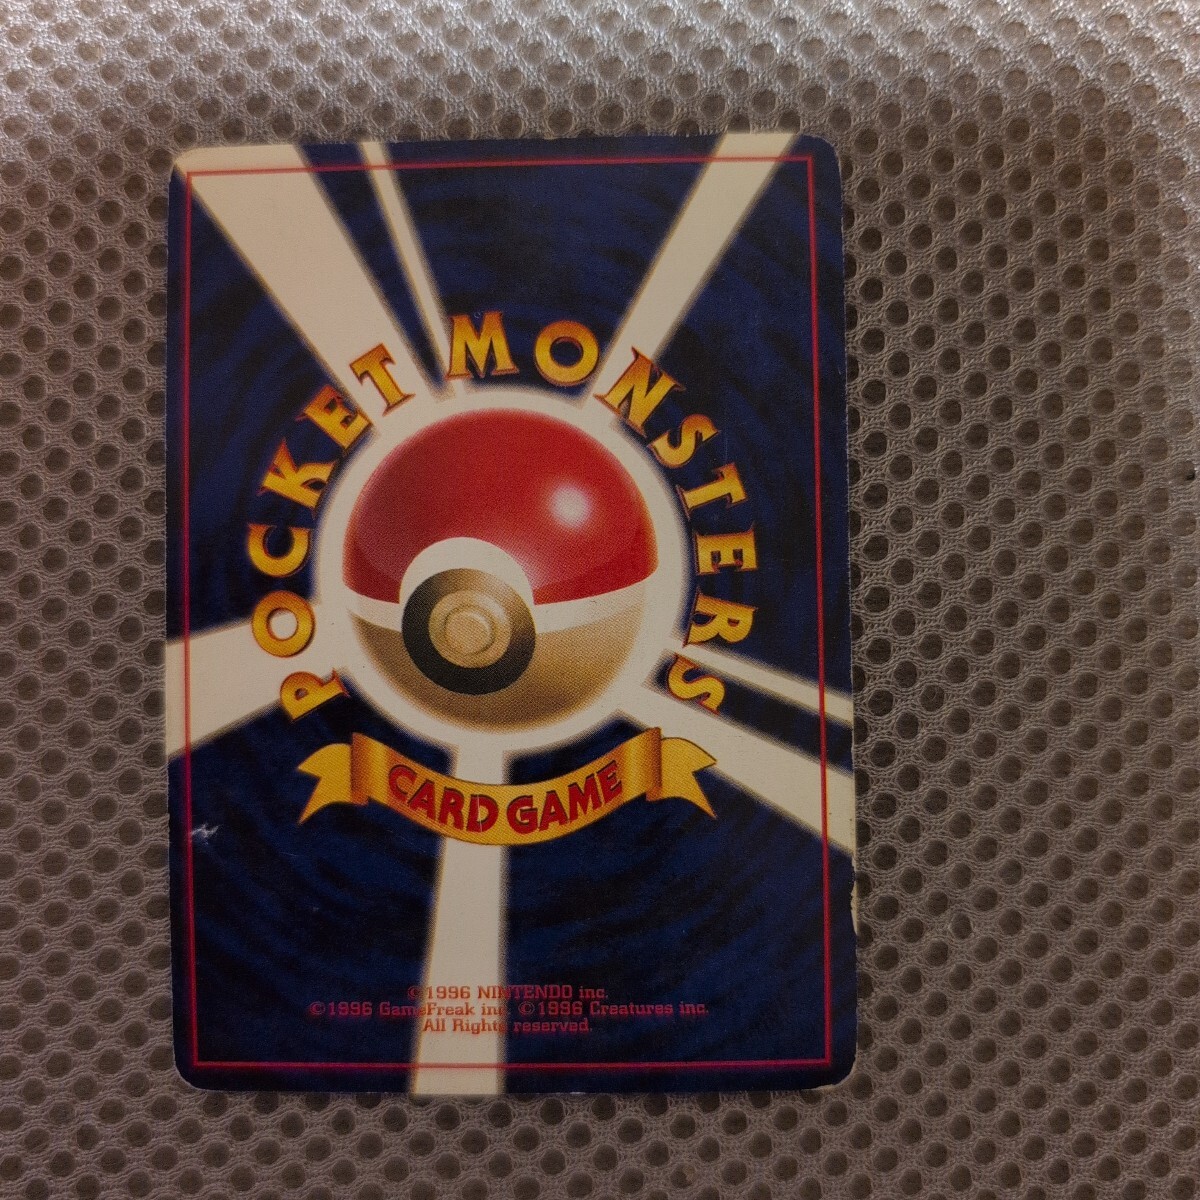 POCKET MONSTERS
CARD GAME
©1996 NINTENDO inc.
©1996 GameFreak inc. ©1996 Creatures inc.
All Rights reserved.